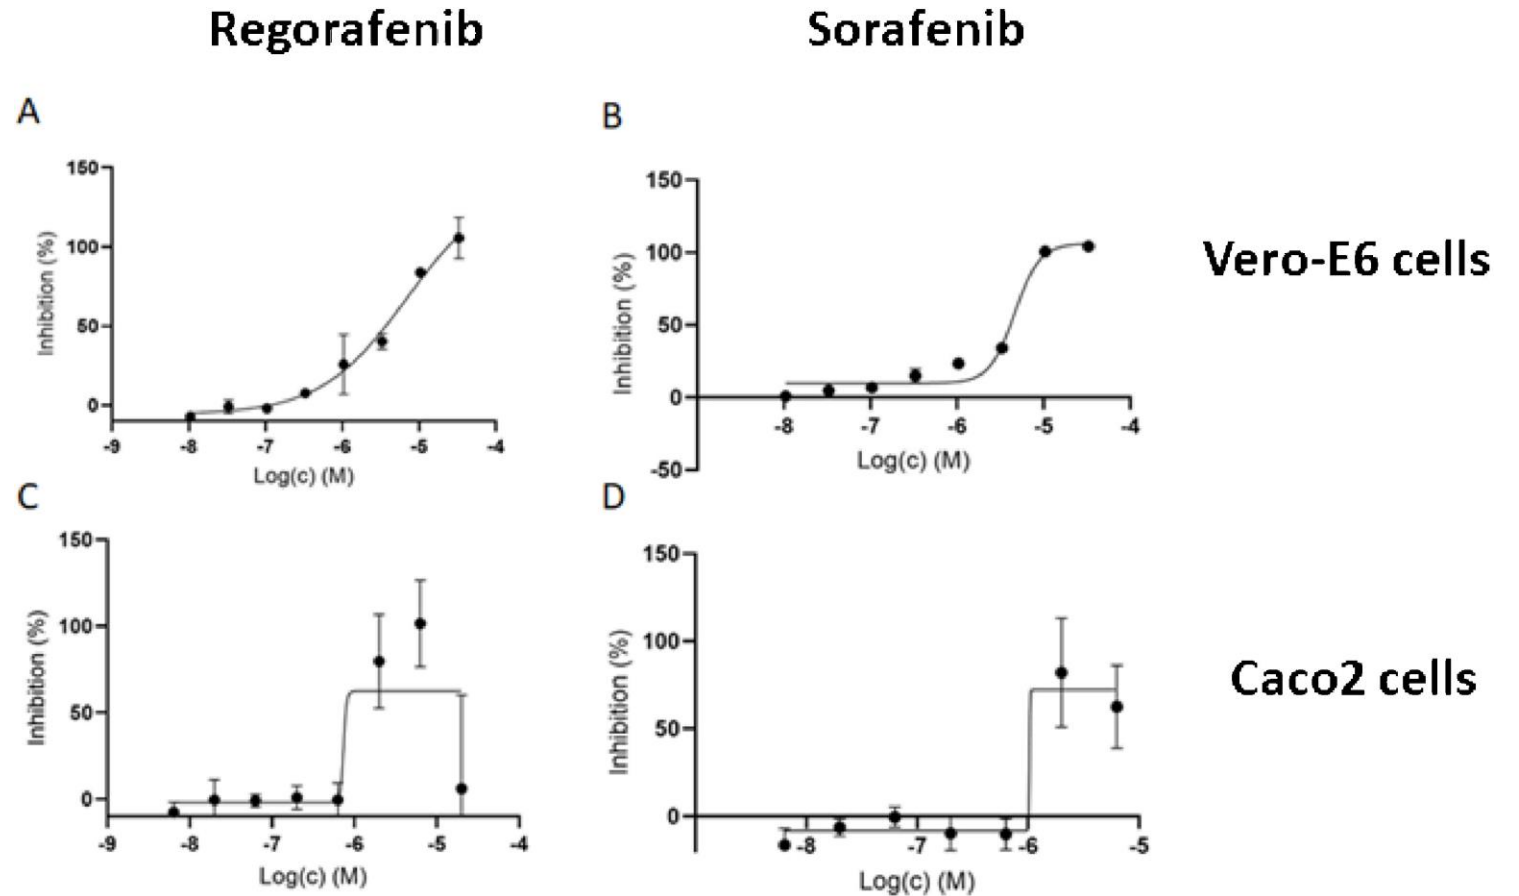 Regorafenib
Sorafenib
A
B
150
100
50
0
Inhibition (%)
-9 -8 -7 -6 -5 -4
Log(c) (M)
150
100
50
0
-50
Inhibition (%)
-8 -7 -6 -5 -4
Log(c) (M)
Vero-E6 cells
C
D
150
100
50
0
Inhibition (%)
-9 -8 -7 -6 -5 -4
Log(c) (M)
150
100
50
0
Inhibition (%)
-8 -7 -6 -5
Log(c) (M)
Caco2 cells